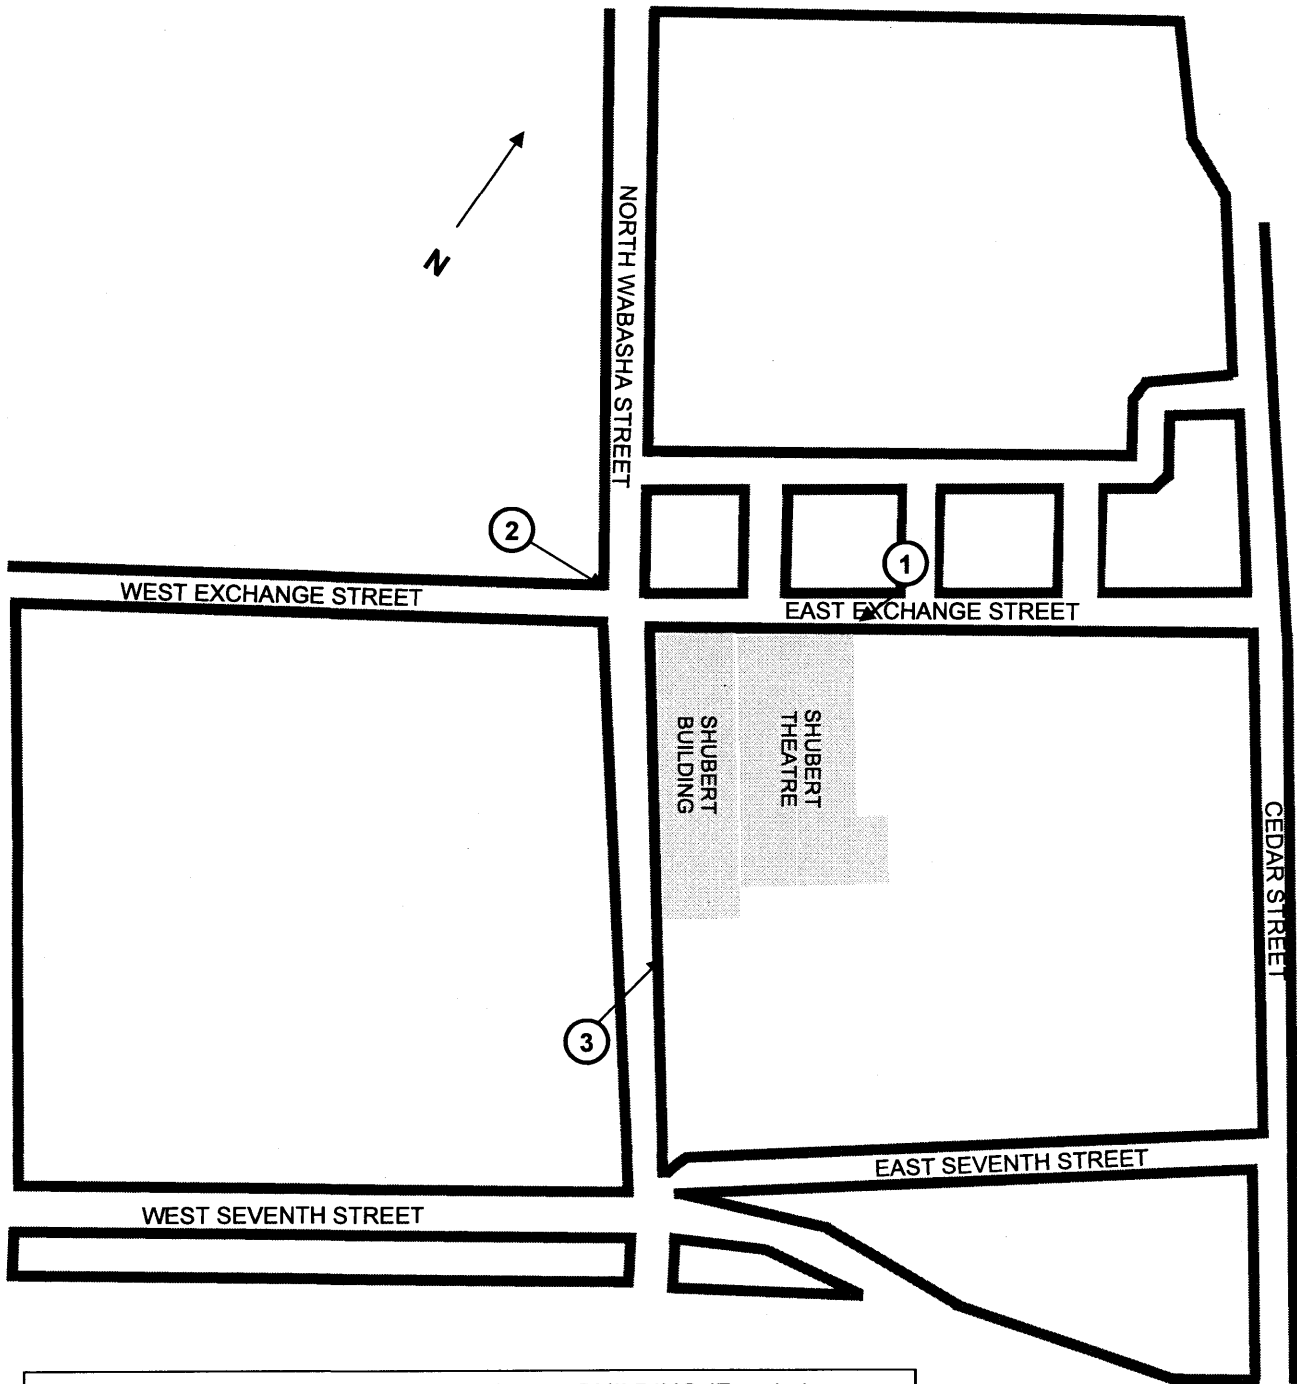 N
NORTH WABASHA STREET
2
1
WEST EXCHANGE STREET
EAST EXCHANGE STREET
SHUBERT
BUILDING
SHUBERT
THEATRE
CEDAR STREET
3
EAST SEVENTH STREET
WEST SEVENTH STREET